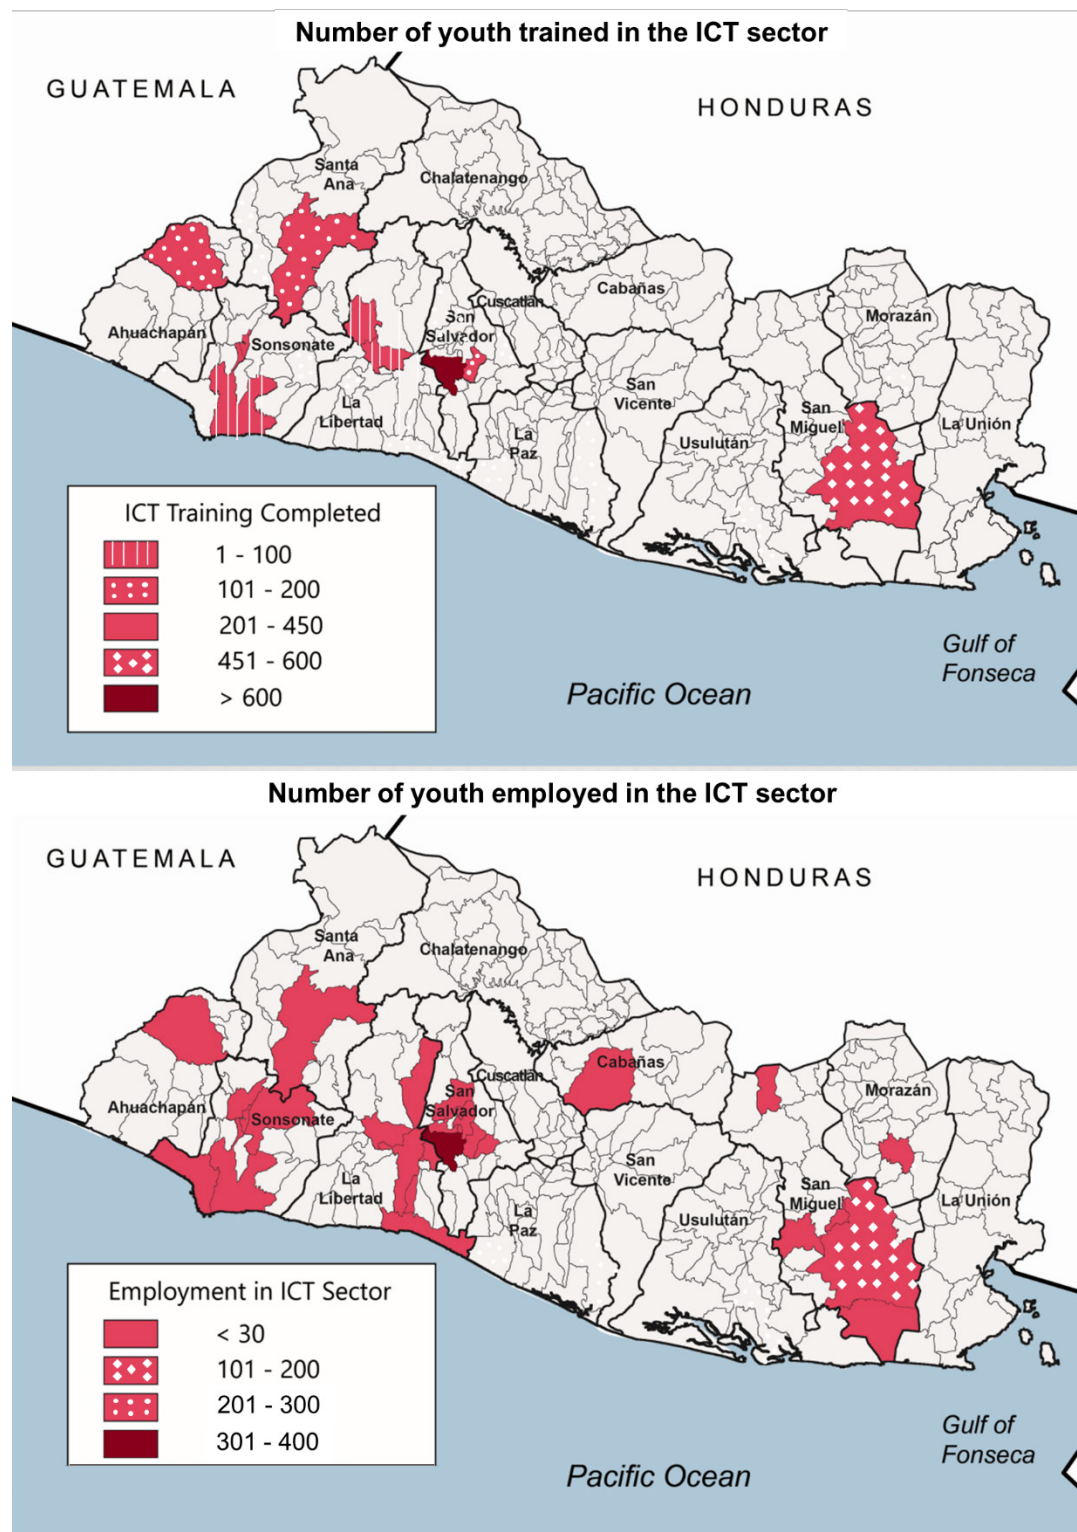 Number of youth trained in the ICT sector
GUATEMALA
HONDURAS
Santa
Ana
Chalatenango
Cabañas
Cuscatlán
San
Salvador
Morazán
Ahuachapán
Sonsonate
San
Vicente
La
Libertad
San
Miguel
La Unión
La
Paz
Usulután
ICT Training Completed
1 - 100
101 - 200
201 - 450
451 - 600
> 600
Gulf of
Fonseca
Pacific Ocean
Number of youth employed in the ICT sector
GUATEMALA
HONDURAS
Santa
Ana
Chalatenango
Cabañas
Cuscatlán
San
Salvador
Morazán
Ahuachapán
Sonsonate
San
Vicente
La
Libertad
San
Miguel
La Unión
La
Paz
Usulután
Employment in ICT Sector
< 30
101 - 200
201 - 300
301 - 400
Gulf of
Fonseca
Pacific Ocean